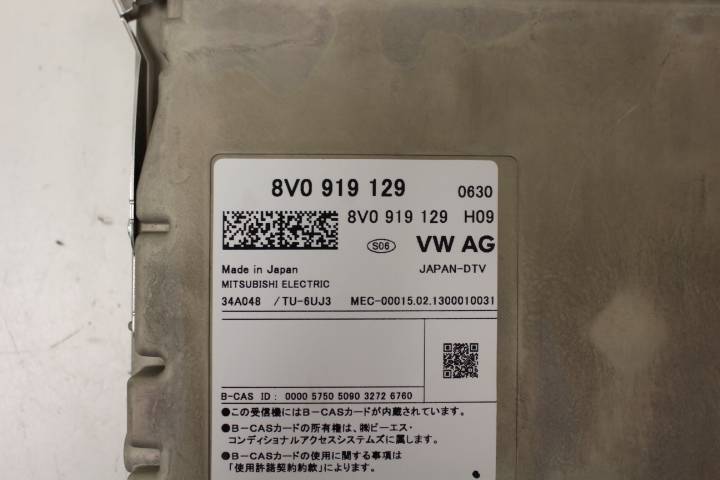 8V0 919 129 0630
8V0 919 129 H09
S06 VW AG
Made in Japan JAPAN-DTV
MITSUBISHI ELECTRIC
34A048 / TU-6UJ3 MEC-00015.02.1300010031
B-CAS ID: 0000 5750 5090 3272 6760
●この受信機にはB-CASカードが内蔵されています。
●B-CASカードの所有権は、㈱ビーエス・
コンディショナルアクセスシステムズに属します。
●B-CASカードの使用に関する事項は
「使用許諾契約約款」によります。